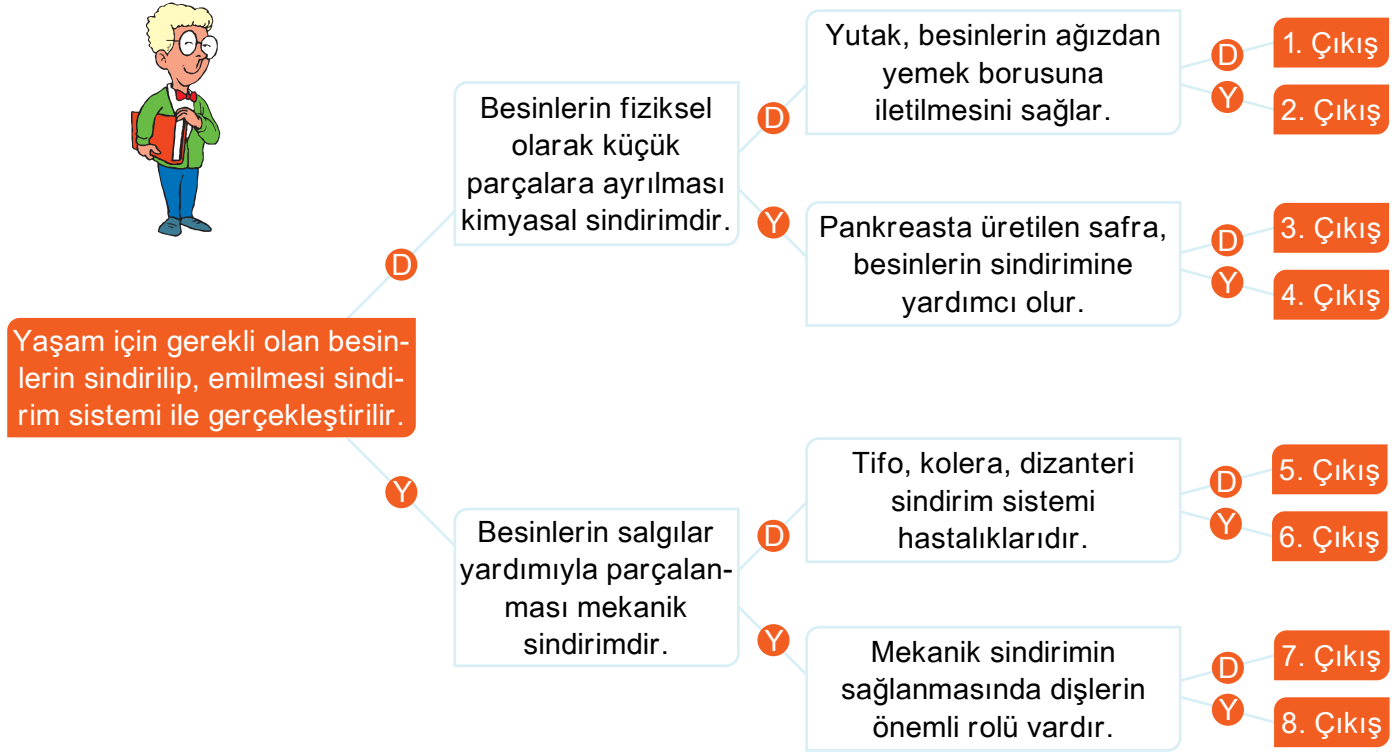 Yaşam için gerekli olan besin-
lerin sindirilip, emilmesi sindi-
rim sistemi ile gerçekleştirilir.
D
Y
Besinlerin fiziksel
olarak küçük
parçalara ayrılması
kimyasal sindirimdir.
D
Y
Yutak, besinlerin ağızdan
yemek borusuna
iletilmesini sağlar.
D
1. Çıkış
Y
2. Çıkış
Pankreasta üretilen safra,
besinlerin sindirimine
yardımcı olur.
D
3. Çıkış
Y
4. Çıkış
Besinlerin salgılar
yardımıyla parçalan-
ması mekanik
sindirimdir.
D
Y
Tifo, kolera, dizanteri
sindirim sistemi
hastalıklarıdır.
D
5. Çıkış
Y
6. Çıkış
Mekanik sindirimin
sağlanmasında dişlerin
önemli rolü vardır.
D
7. Çıkış
Y
8. Çıkış